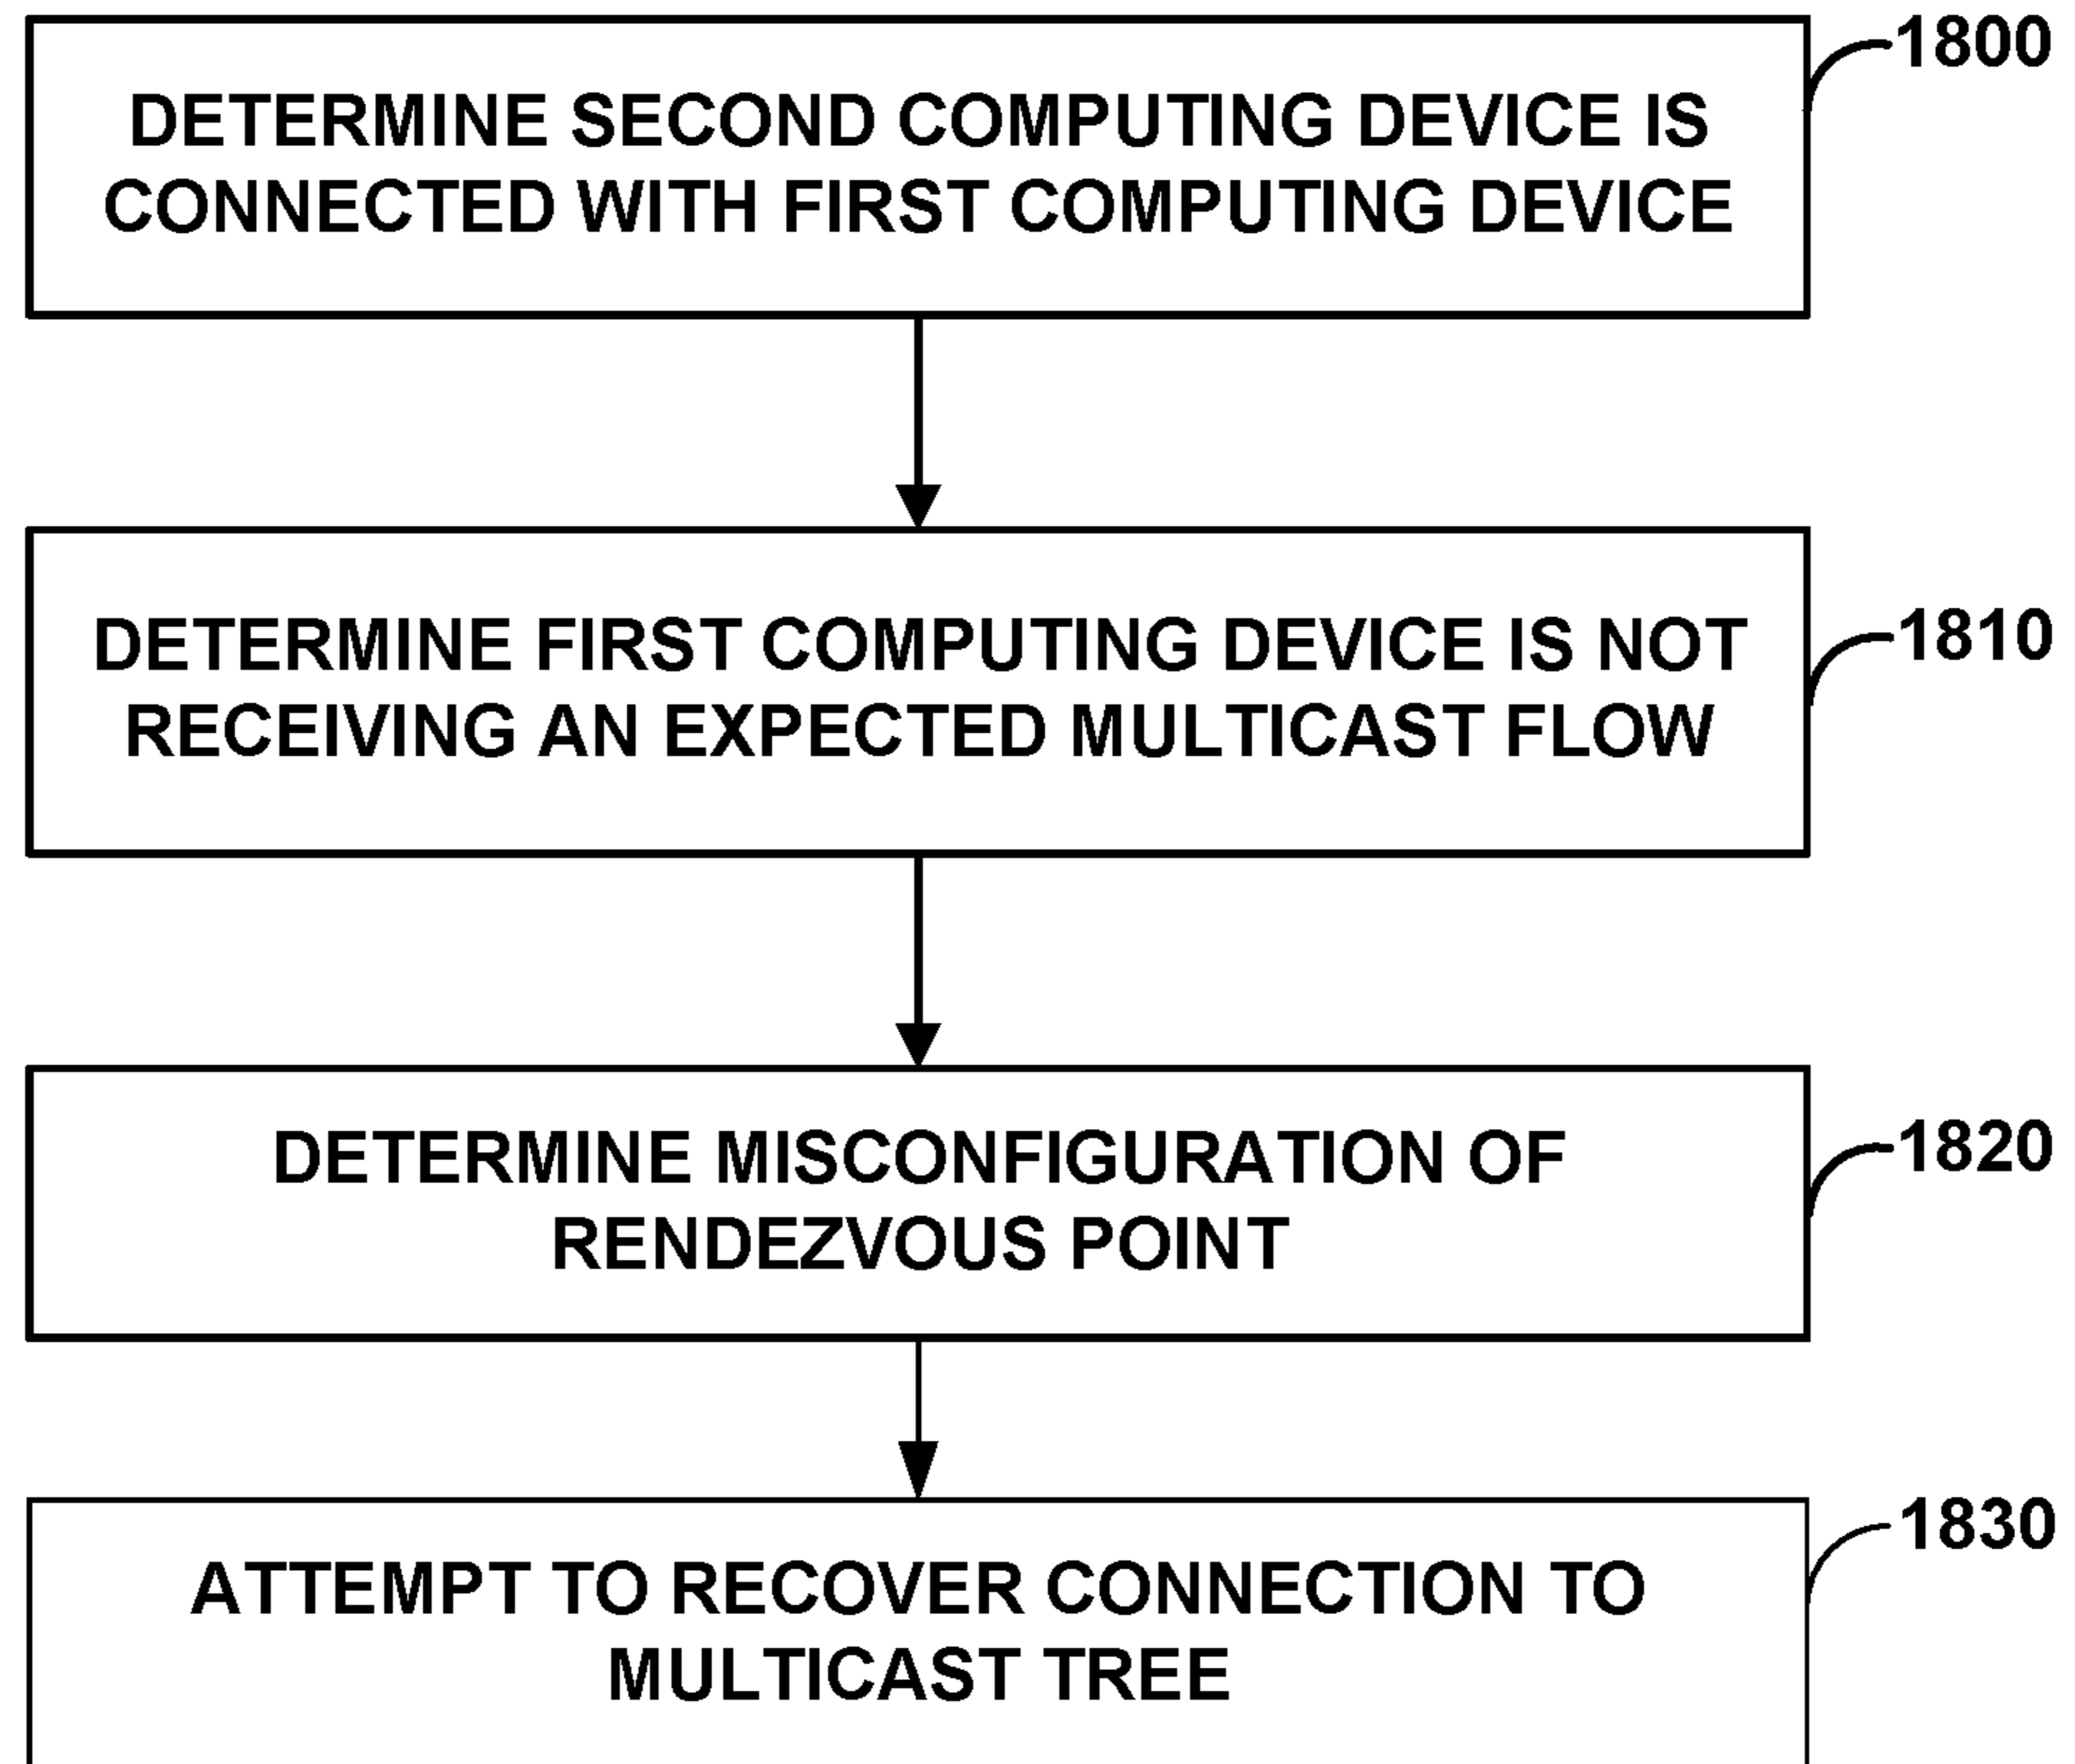 1800
DETERMINE SECOND COMPUTING DEVICE IS
CONNECTED WITH FIRST COMPUTING DEVICE
1810
DETERMINE FIRST COMPUTING DEVICE IS NOT
RECEIVING AN EXPECTED MULTICAST FLOW
1820
DETERMINE MISCONFIGURATION OF
RENDEZVOUS POINT
1830
ATTEMPT TO RECOVER CONNECTION TO
MULTICAST TREE